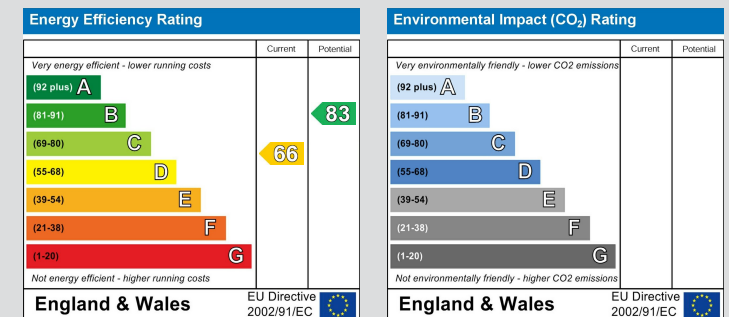 Energy Efficiency Rating
Current Potential
Very energy efficient - lower running costs
(92 plus) A
(81-91) B
83
(69-80) C
66
(55-68) D
(39-54) E
(21-38) F
(1-20) G
Not energy efficient - higher running costs
England & Wales
EU Directive
2002/91/EC
Environmental Impact (CO₂) Rating
Current Potential
Very environmentally friendly - lower CO2 emissions
(92 plus) A
(81-91) B
(69-80) C
(55-68) D
(39-54) E
(21-38) F
(1-20) G
Not environmentally friendly - higher CO2 emissions
England & Wales
EU Directive
2002/91/EC